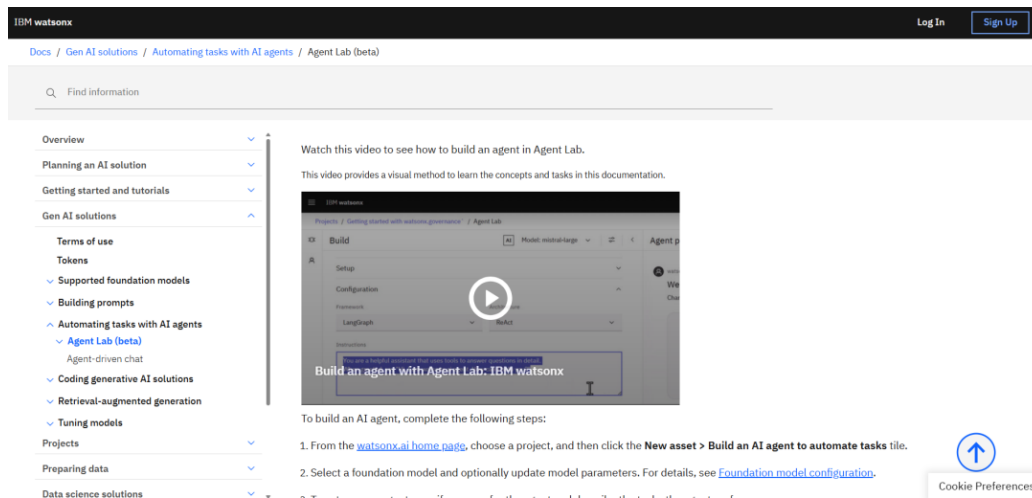 IBM watsonx
Log In
Sign Up
Docs / Gen AI solutions / Automating tasks with AI agents / Agent Lab (beta)
Find information
Overview
Planning an AI solution
Getting started and tutorials
Gen AI solutions
Terms of use
Tokens
Supported foundation models
Building prompts
Automating tasks with AI agents
Agent Lab (beta)
Agent-driven chat
Coding generative AI solutions
Retrieval-augmented generation
Tuning models
Projects
Preparing data
Data science solutions
Watch this video to see how to build an agent in Agent Lab.
This video provides a visual method to learn the concepts and tasks in this documentation.
IBM watsonx
Projects / Getting started with watsonx.governance / Agent Lab
Build
AI Model: mistral-large
Agent p
Setup
Configuration
We
Cha
Framework
LangGraph
ReAct
Instructions
You are a helpful assistant that uses tools to answer questions in detail.
Build an agent with Agent Lab: IBM watsonx
To build an AI agent, complete the following steps:
1. From the watsonx.ai home page, choose a project, and then click the New asset > Build an AI agent to automate tasks tile.
2. Select a foundation model and optionally update model parameters. For details, see Foundation model configuration.
Cookie Preferences